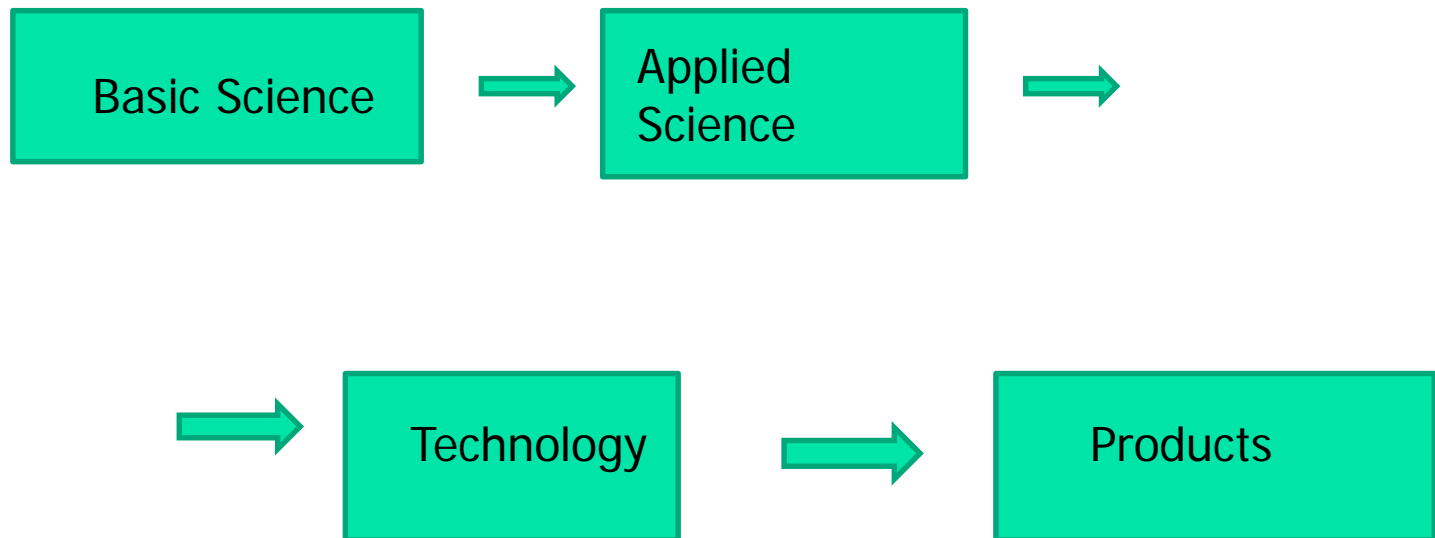 Basic Science
Applied
Science
Technology
Products